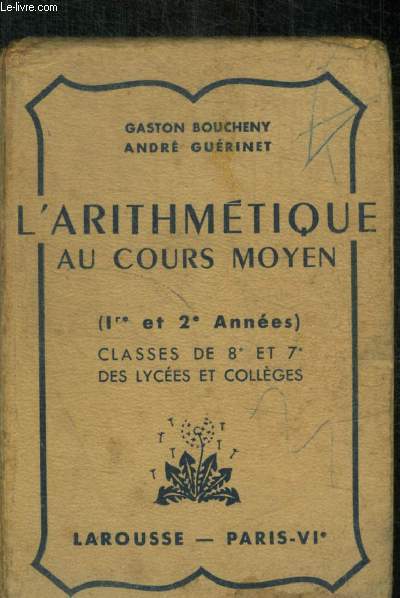 Le-livre.com
GASTON BOUCHENY
ANDRÉ GUÉRINET
L'ARITHMÉTIQUE
AU COURS MOYEN
(Iʳᵉ et 2ᵉ Années)
CLASSES DE 8ᵉ ET 7ᵉ
DES LYCÉES ET COLLÈGES
LAROUSSE — PARIS-VIᵉ